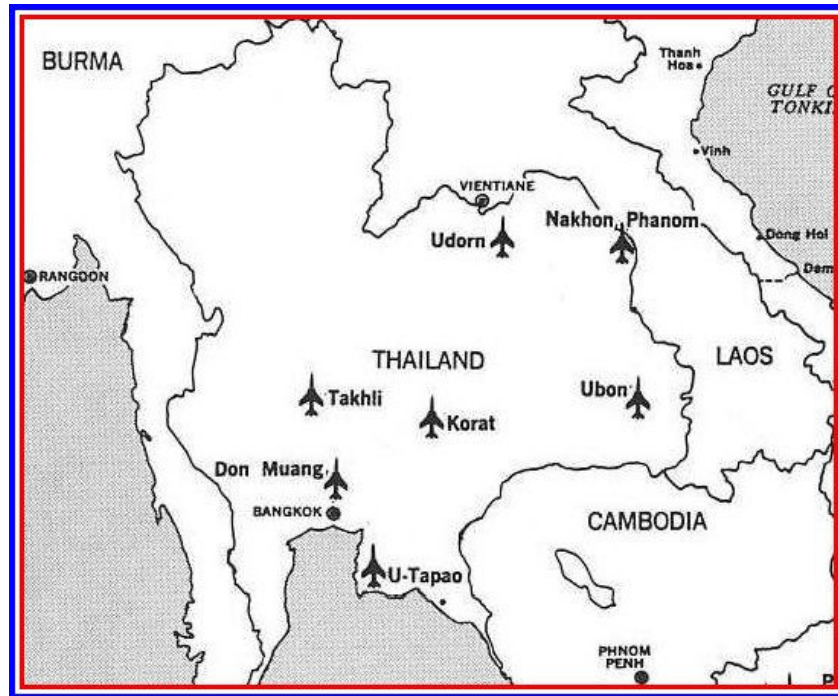 BURMA
Thanh
Hoa
GULF
TONKI
Vinh
VIENTIANE
Nakhon Phanom
Udorn
Dong Hoi
Dem
RANGOON
THAILAND
LAOS
Takhli
Ubon
Korat
Don Muang
BANGKOK
CAMBODIA
U-Tapao
PHNOM
PENH